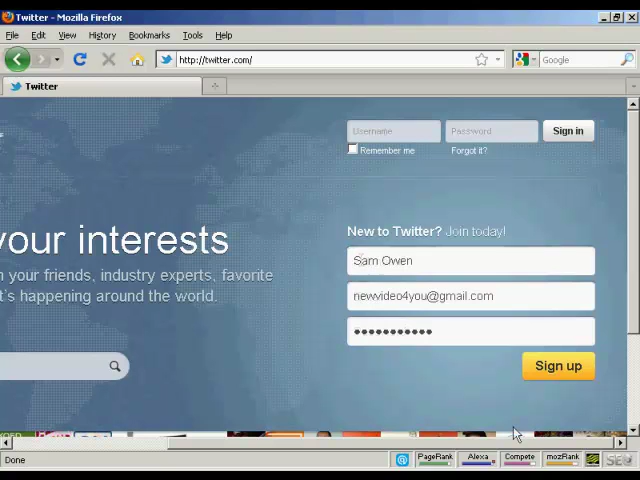 Twitter - Mozilla Firefox
File Edit View History Bookmarks Tools Help
http://twitter.com/
Google
Twitter
Username Password Sign in
Remember me Forgot it?
your interests
New to Twitter? Join today!
Sam Owen
your friends, industry experts, favorite
t's happening around the world.
newvideo4you@gmail.com
•••••••••••
Sign up
Done
PageRank Alexa Compete mozRank SEO